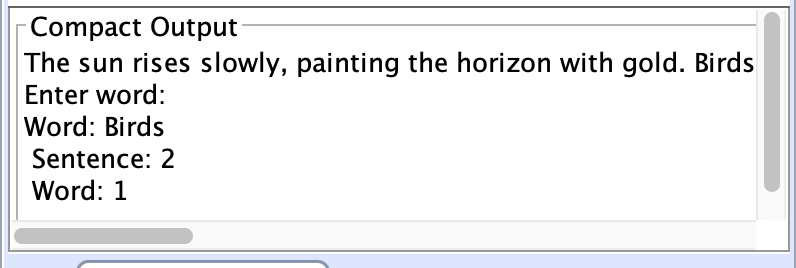 Compact Output
The sun rises slowly, painting the horizon with gold. Birds
Enter word:
Word: Birds
Sentence: 2
Word: 1